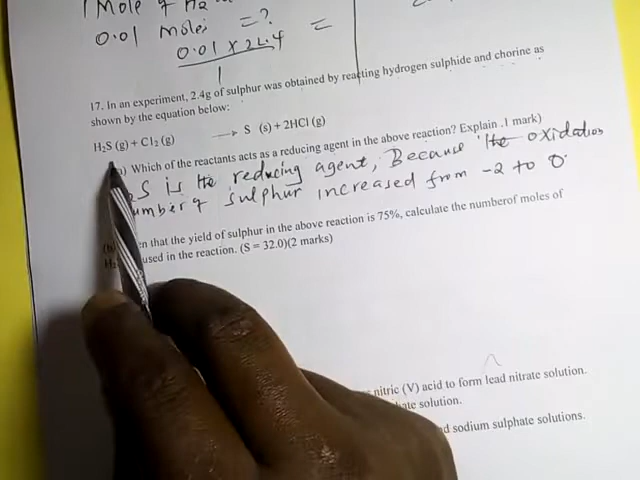 1 Mole of H2
0.01 moles = ?
0.01 x 22.4 =
1
17. In an experiment, 2.4g of sulphur was obtained by reacting hydrogen sulphide and chorine as
shown by the equation below:
H2S (g) + Cl2 (g) → S (s) + 2HCl (g)
Which of the reactants acts as a reducing agent in the above reaction? Explain .1 mark)
S is the reducing agent, Because the oxidation
umber of sulphur increased from -2 to 0.
en that the yield of sulphur in the above reaction is 75%, calculate the numberof moles of
used in the reaction. (S = 32.0)(2 marks)
nitric (V) acid to form lead nitrate solution.
ate solution.
d sodium sulphate solutions.